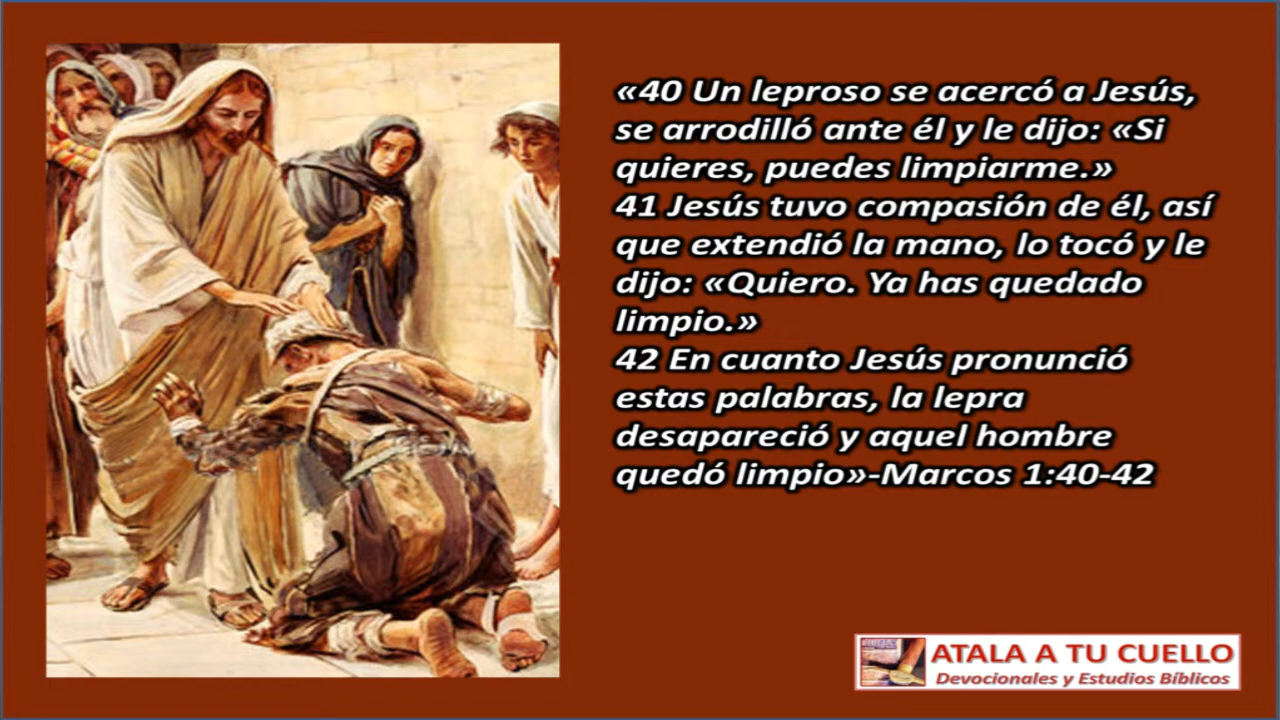 «40 Un leproso se acercó a Jesús,
se arrodilló ante él y le dijo: «Si
quieres, puedes limpiarme.»
41 Jesús tuvo compasión de él, así
que extendió la mano, lo tocó y le
dijo: «Quiero. Ya has quedado
limpio.»
42 En cuanto Jesús pronunció
estas palabras, la lepra
desapareció y aquel hombre
quedó limpio»-Marcos 1:40-42
ATALA A TU CUELLO
Devocionales y Estudios Bíblicos